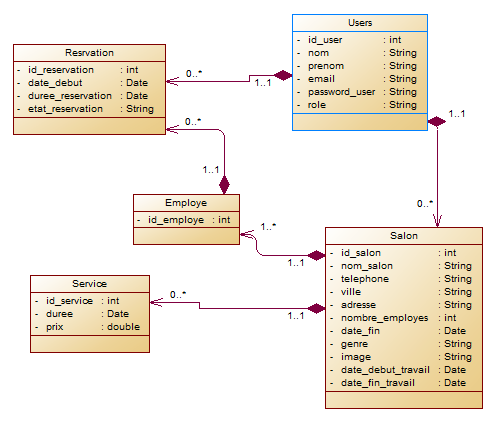 Users
- id_user : int
- nom : String
- prenom : String
- email : String
- password_user : String
- role : String
Resrvation
- id_reservation : int
- date_debut : Date
- duree_reservation : Date
- etat_reservation : String
0..*
1..1
1..1
0..*
0..*
1..1
Employe
- id_employe : int
1..*
1..1
Salon
- id_salon : int
- nom_salon : String
- telephone : String
- ville : String
- adresse : String
- nombre_employes : int
- date_fin : Date
- genre : String
- image : String
- date_debut_travail : Date
- date_fin_travail : Date
Service
- id_service : int
- duree : Date
- prix : double
0..*
1..1